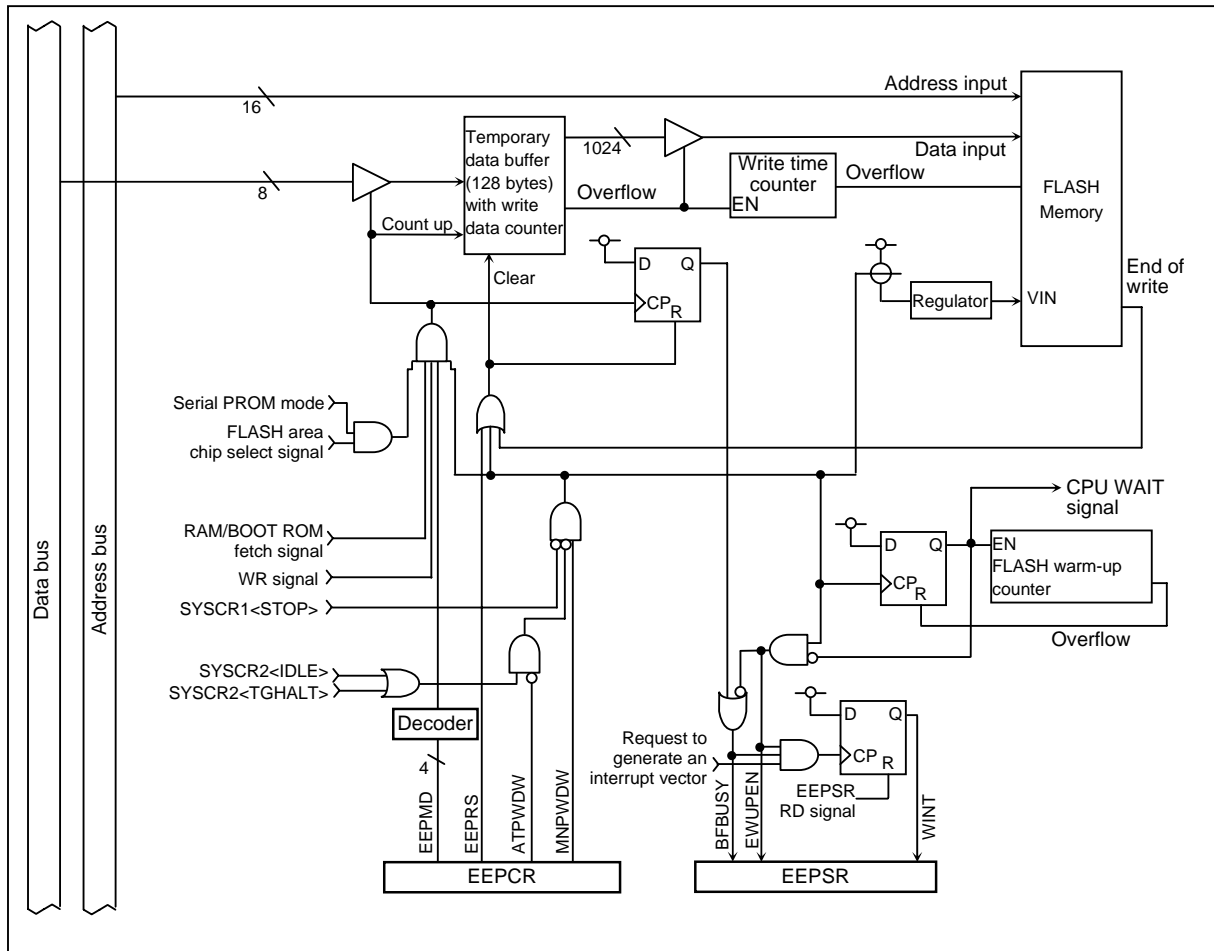 Data bus
Address bus
16
Address input
8
Temporary
data buffer
(128 bytes)
with write
data counter
1024
Data input
Write time
counter
EN
Overflow
Overflow
FLASH
Memory
Count up
Clear
D
Q
CP
R
Regulator
VIN
End of
write
Serial PROM mode
FLASH area
chip select signal
RAM/BOOT ROM
fetch signal
WR signal
SYSCR1<STOP>
CPU WAIT
signal
D
Q
CP
R
EN
FLASH warm-up
counter
Overflow
SYSCR2<IDLE>
SYSCR2<TGHALT>
Decoder
4
Request to
generate an
interrupt vector
D
Q
CP
R
EEPSR
RD signal
EEPMD
EEPRS
ATPWDW
MNPWDW
BFBUSY
EWUPEN
WINT
EEPCR
EEPSR